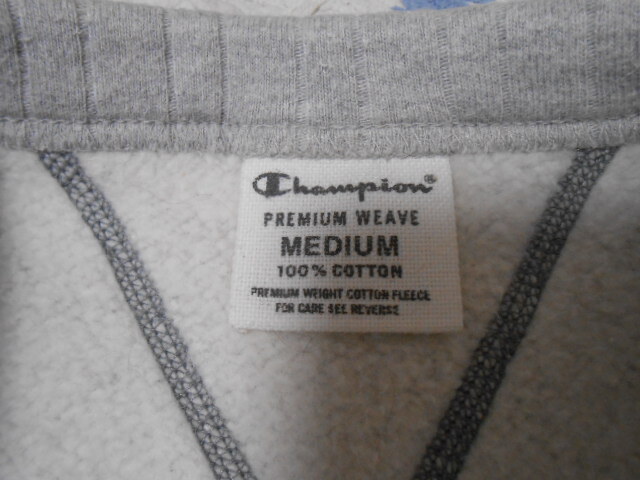 Champion®
PREMIUM WEAVE
MEDIUM
100% COTTON
PREMIUM WEIGHT COTTON FLEECE
FOR CARE SEE REVERSE